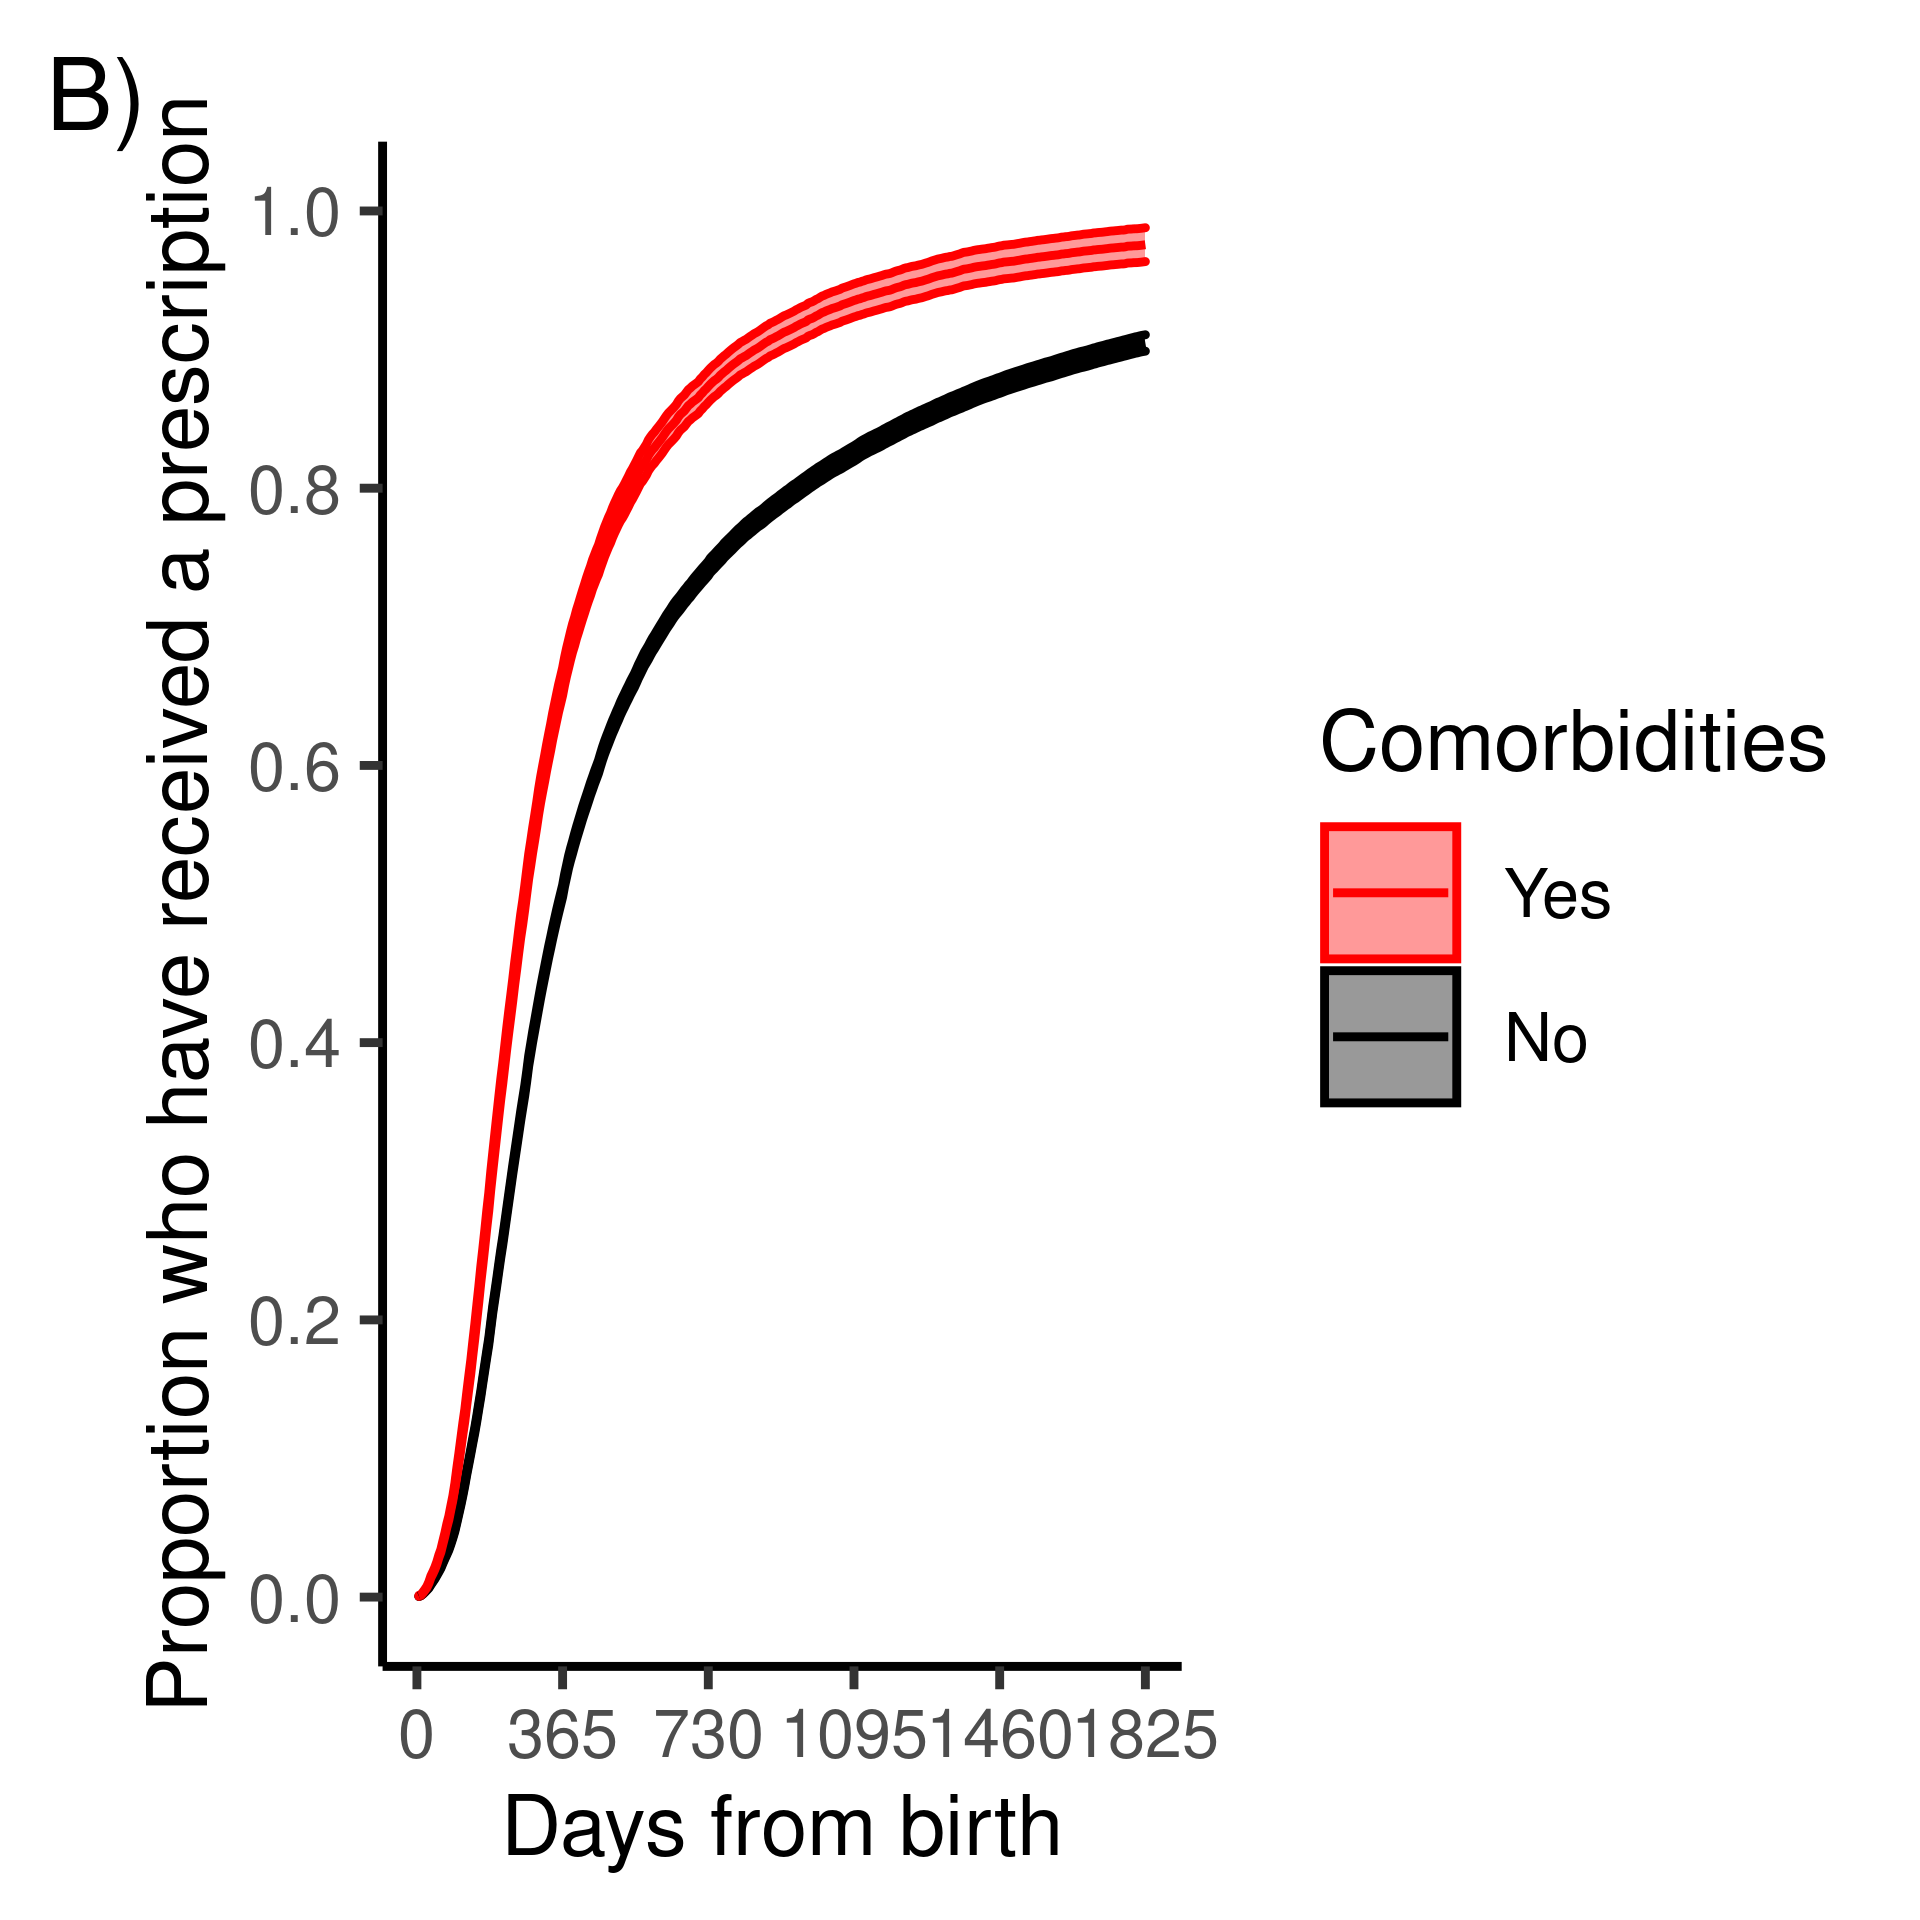 B)
Proportion who have received a prescription
1.0
0.8
0.6
0.4
0.2
0.0
0 365 730 1095 1460 1825
Days from birth
Comorbidities
Yes
No